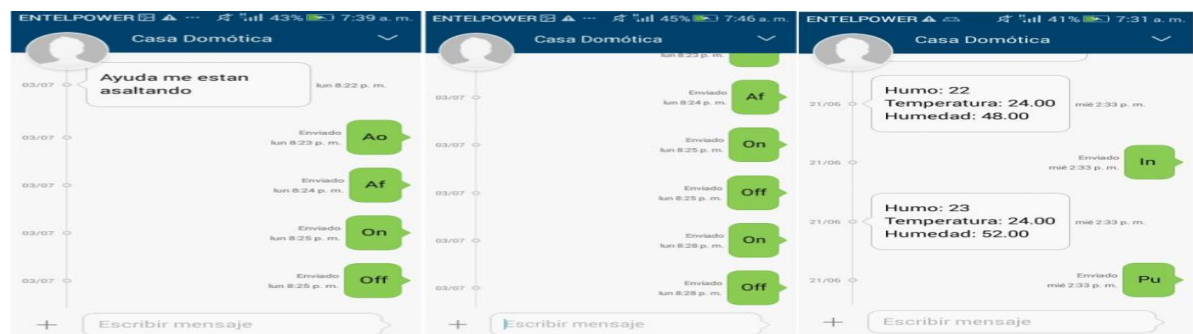 ENTELPOWER 43% 7:39 a. m.
Casa Domótica
Ayuda me estan
asaltando
lun 8:22 p. m.
03/07
Enviado
lun 8:23 p. m.
Ao
03/07
Enviado
lun 8:24 p. m.
Af
03/07
Enviado
lun 8:25 p. m.
On
03/07
Enviado
lun 8:25 p. m.
Off
03/07
+ Escribir mensaje
ENTELPOWER 45% 7:46 a. m.
Casa Domótica
lun 8:23 p. m.
03/07
Enviado
lun 8:24 p. m.
Af
03/07
Enviado
lun 8:25 p. m.
On
03/07
Enviado
lun 8:25 p. m.
Off
03/07
Enviado
lun 8:28 p. m.
On
03/07
Enviado
lun 8:28 p. m.
Off
+ Escribir mensaje
ENTELPOWER 41% 7:31 a. m.
Casa Domótica
Humo: 22
21/06 Temperatura: 24.00 mié 2:33 p. m.
Humedad: 48.00
Enviado
21/06 mié 2:33 p. m. In
Humo: 23
21/06 Temperatura: 24.00 mié 2:33 p. m.
Humedad: 52.00
Enviado
21/06 mié 2:33 p. m. Pu
+ Escribir mensaje